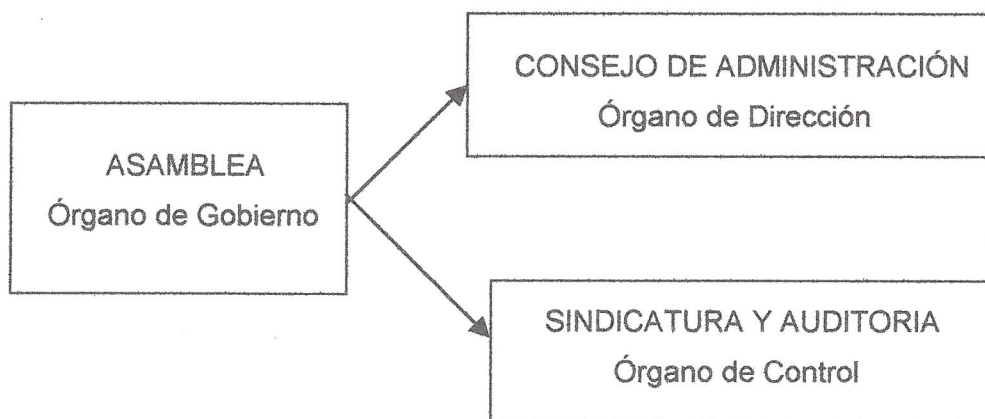 ASAMBLEA
Órgano de Gobierno
CONSEJO DE ADMINISTRACIÓN
Órgano de Dirección
SINDICATURA Y AUDITORIA
Órgano de Control